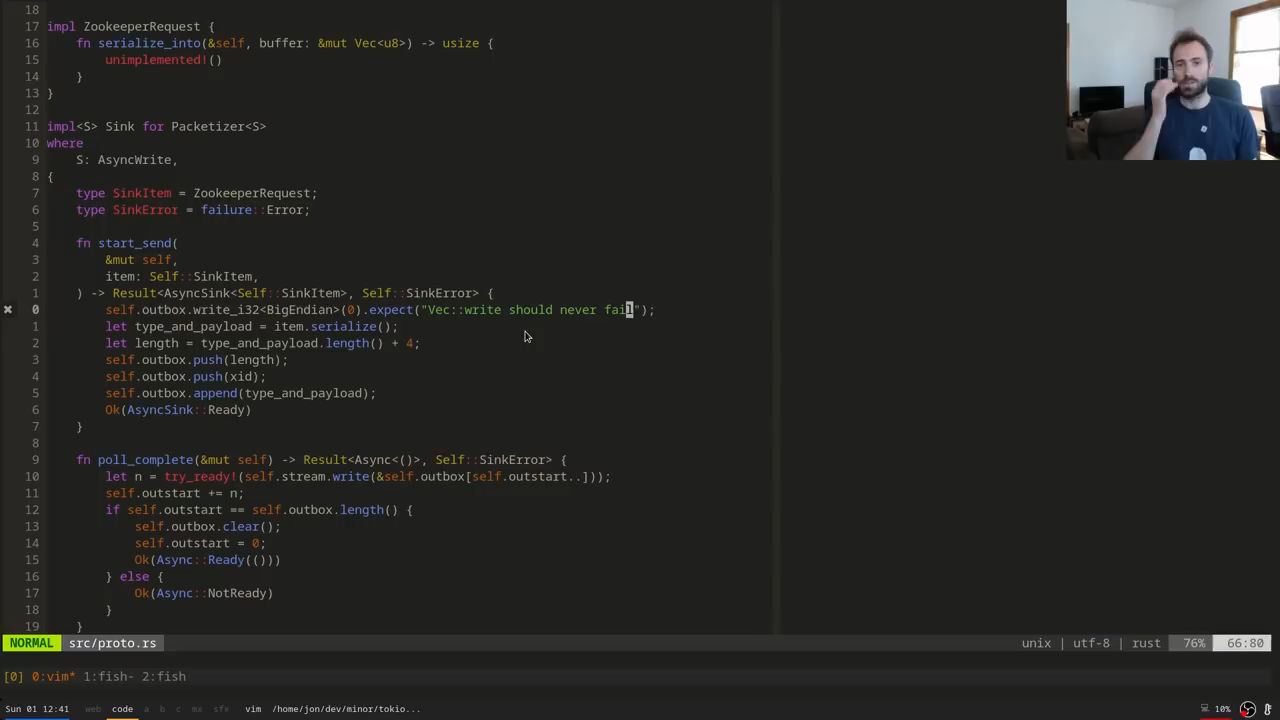 18
17 impl ZookeeperRequest {
16     fn serialize_into(&self, buffer: &mut Vec<u8>) -> usize {
15         unimplemented!()
14     }
13 }
12
11 impl<S> Sink for Packetizer<S>
10 where
9     S: AsyncWrite,
8 {
7     type SinkItem = ZookeeperRequest;
6     type SinkError = failure::Error;
5
4     fn start_send(
3         &mut self,
2         item: Self::SinkItem,
1     ) -> Result<AsyncSink<Self::SinkItem>, Self::SinkError> {
0         self.outbox.write_i32<BigEndian>(0).expect("Vec::write should never fail");
1         let type_and_payload = item.serialize();
2         let length = type_and_payload.length() + 4;
3         self.outbox.push(length);
4         self.outbox.push(xid);
5         self.outbox.append(type_and_payload);
6         Ok(AsyncSink::Ready)
7     }
8
9     fn poll_complete(&mut self) -> Result<Async<()>, Self::SinkError> {
10         let n = try_ready!(self.stream.write(&self.outbox[self.outstart..]));
11         self.outstart += n;
12         if self.outstart == self.outbox.length() {
13             self.outbox.clear();
14             self.outstart = 0;
15             Ok(Async::Ready(()))
16         } else {
17             Ok(Async::NotReady)
18         }
19     }
NORMAL src/proto.rs unix | utf-8 | rust 76% 66:80
[0] 0:vim* 1:fish- 2:fish
Sun 01 12:41 web code a b c mx sfx vim /home/jon/dev/minor/tokio... 10%